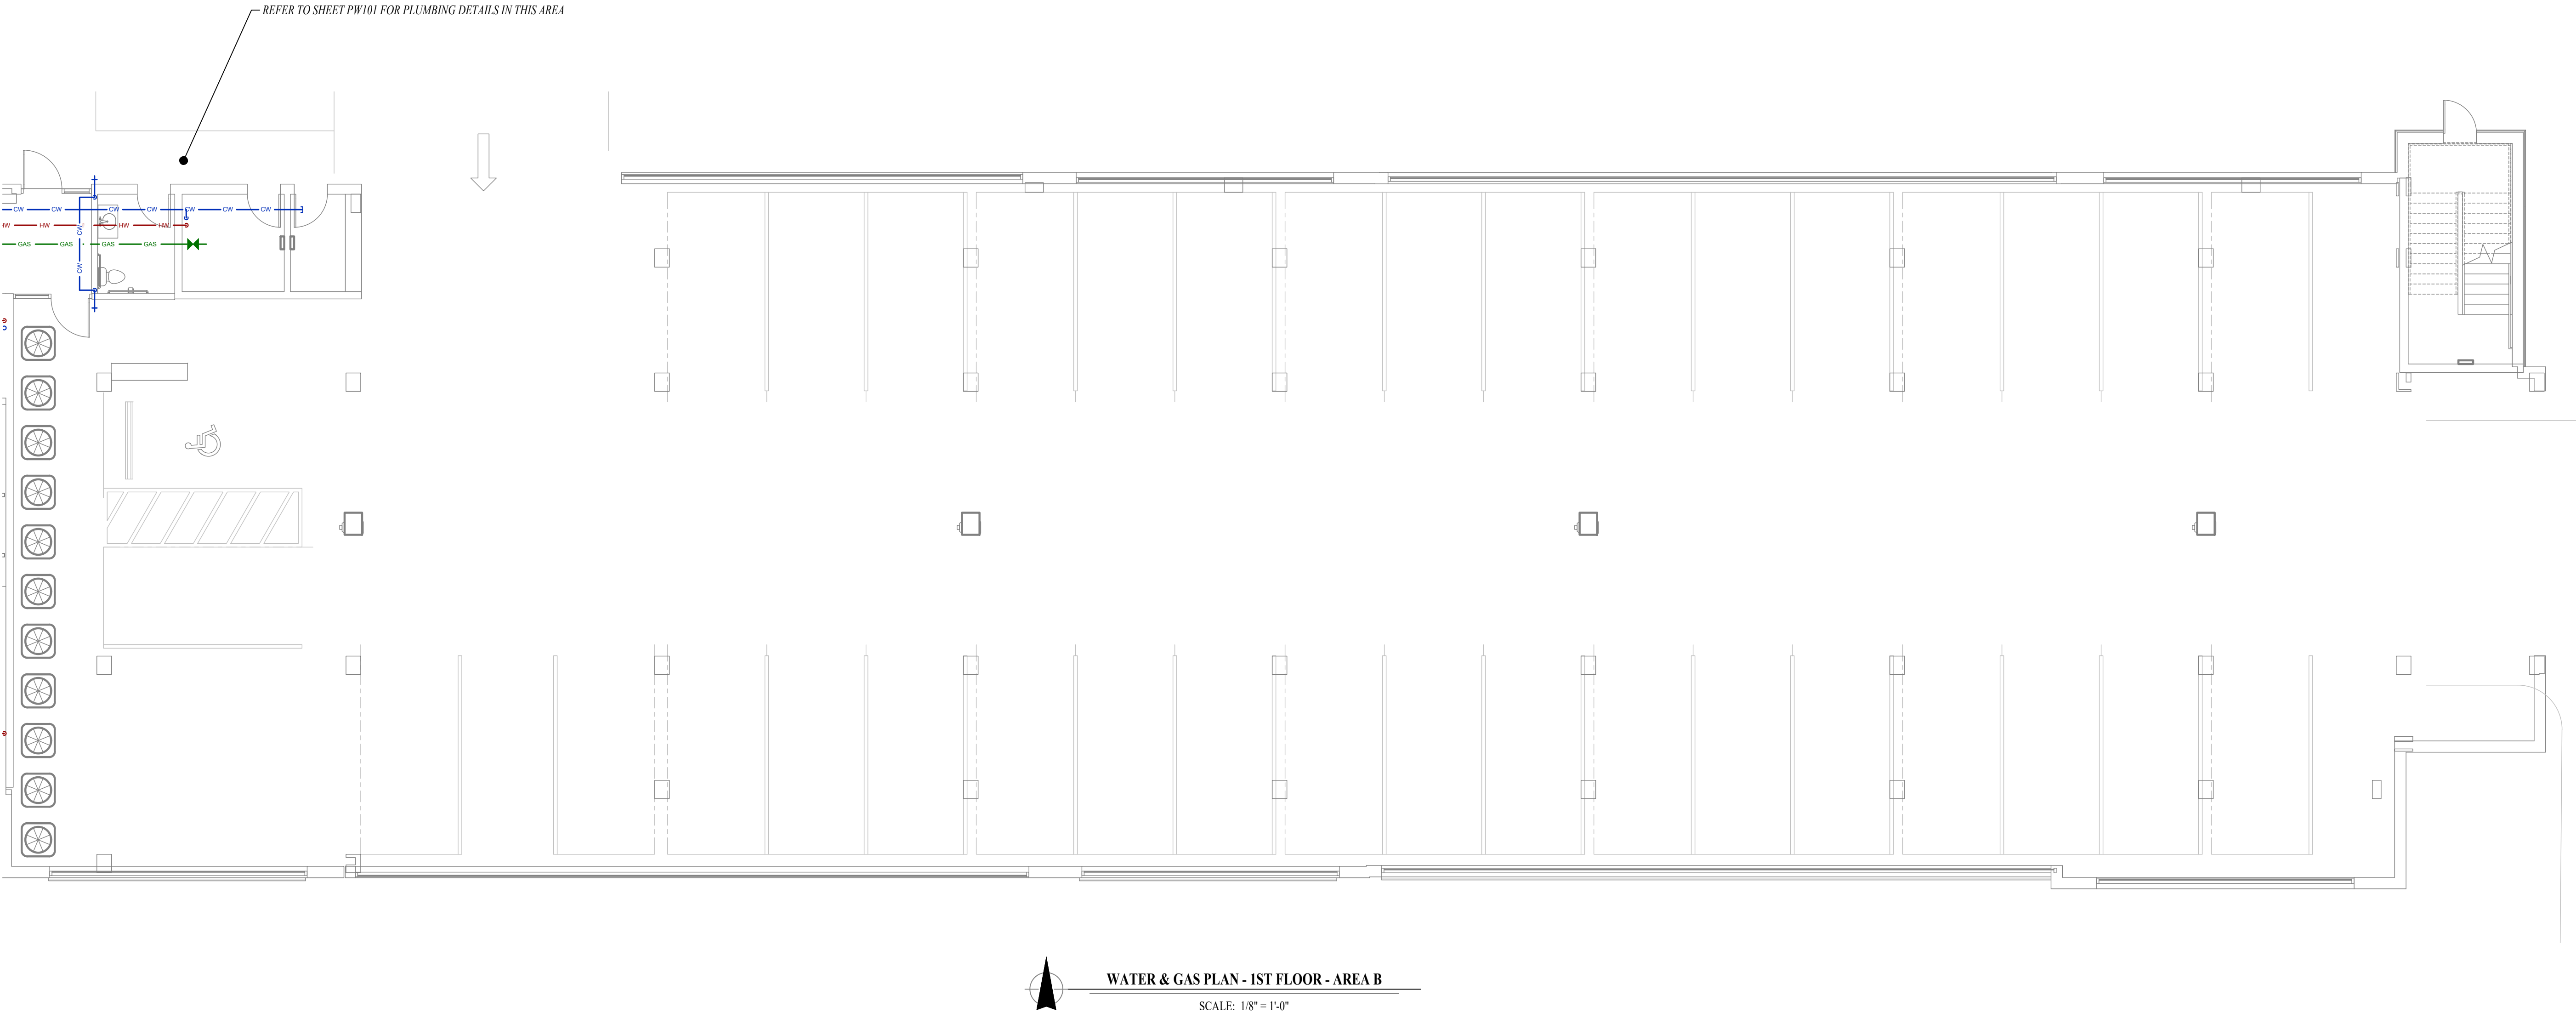 REFER TO SHEET PW101 FOR PLUMBING DETAILS IN THIS AREA
CW CW CW CW CW CW CW
HW HW HW HW
CW
GAS GAS GAS GAS
CW
WATER & GAS PLAN - 1ST FLOOR - AREA B
SCALE: 1/8" = 1'-0"